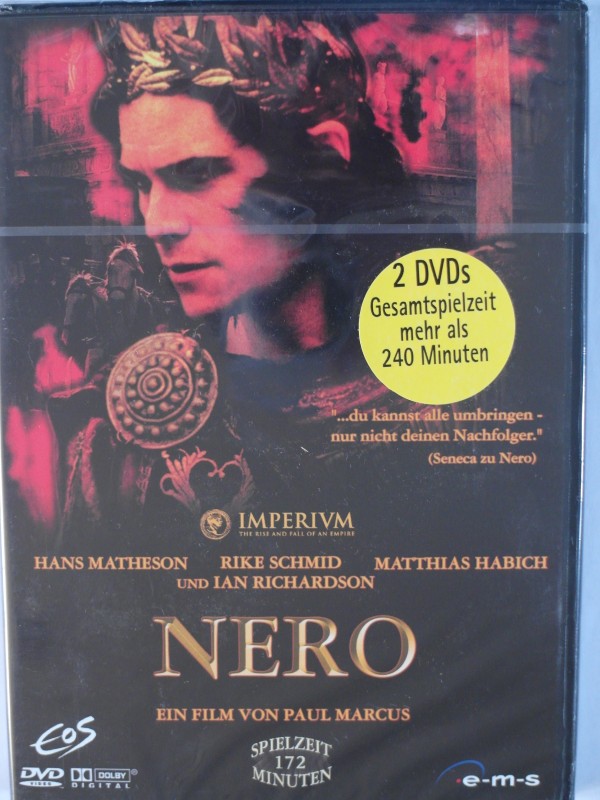 2 DVDs
Gesamtspielzeit
mehr als
240 Minuten
"...du kannst alle umbringen -
nur nicht deinen Nachfolger."
(Seneca zu Nero)
IMPERIVM
THE RISE AND FALL OF AN EMPIRE
HANS MATHESON RIKE SCHMID MATTHIAS HABICH
UND IAN RICHARDSON
NERO
EIN FILM VON PAUL MARCUS
EOS
SPIELZEIT
172
MINUTEN
DVD VIDEO DOLBY DIGITAL
e-m-s